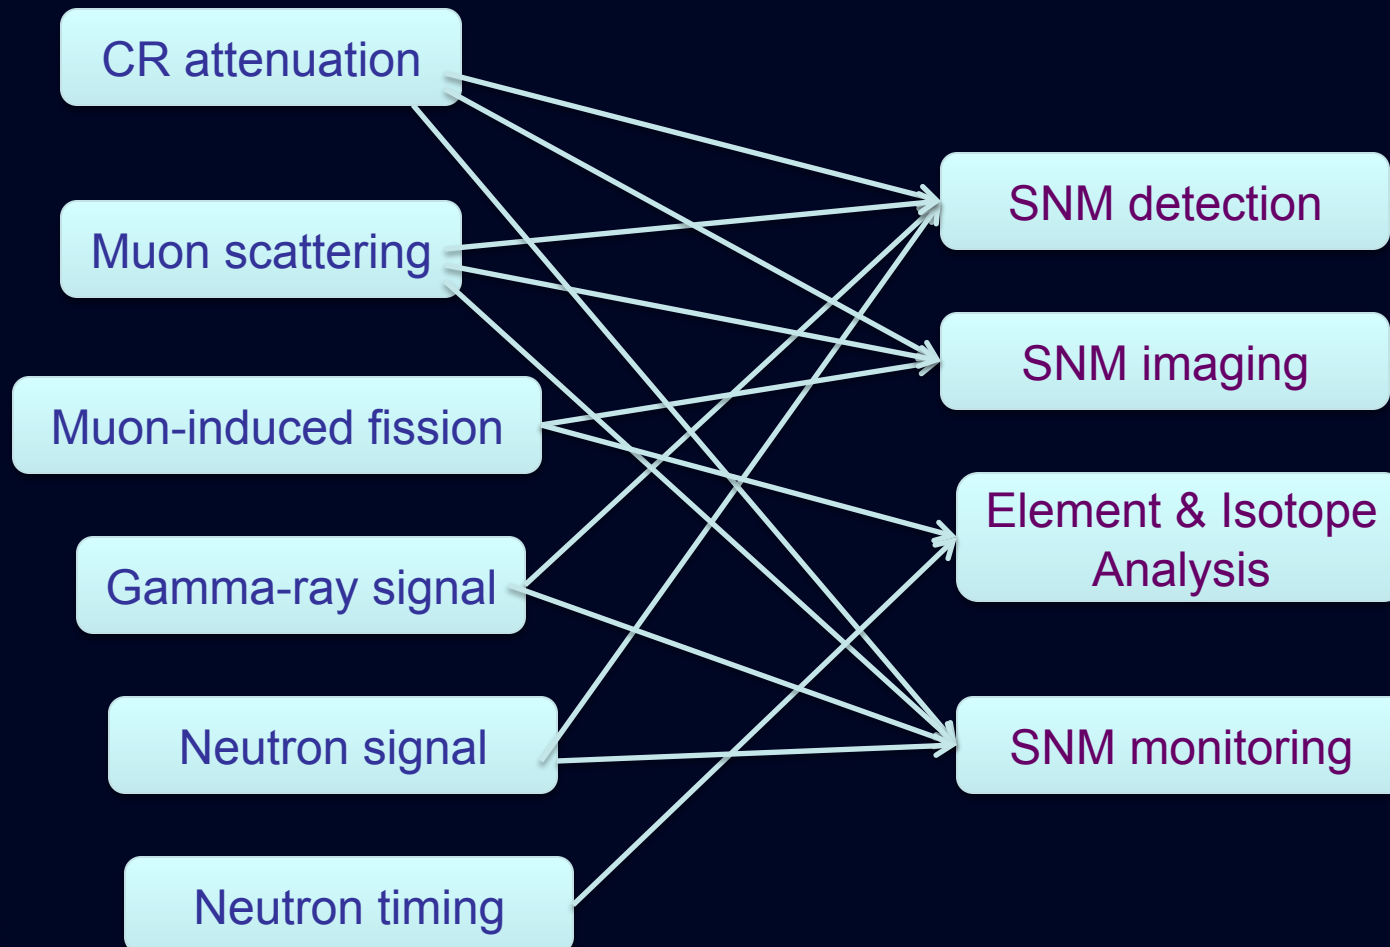 CR attenuation
Muon scattering
Muon-induced fission
Gamma-ray signal
Neutron signal
Neutron timing
SNM detection
SNM imaging
Element & Isotope
Analysis
SNM monitoring